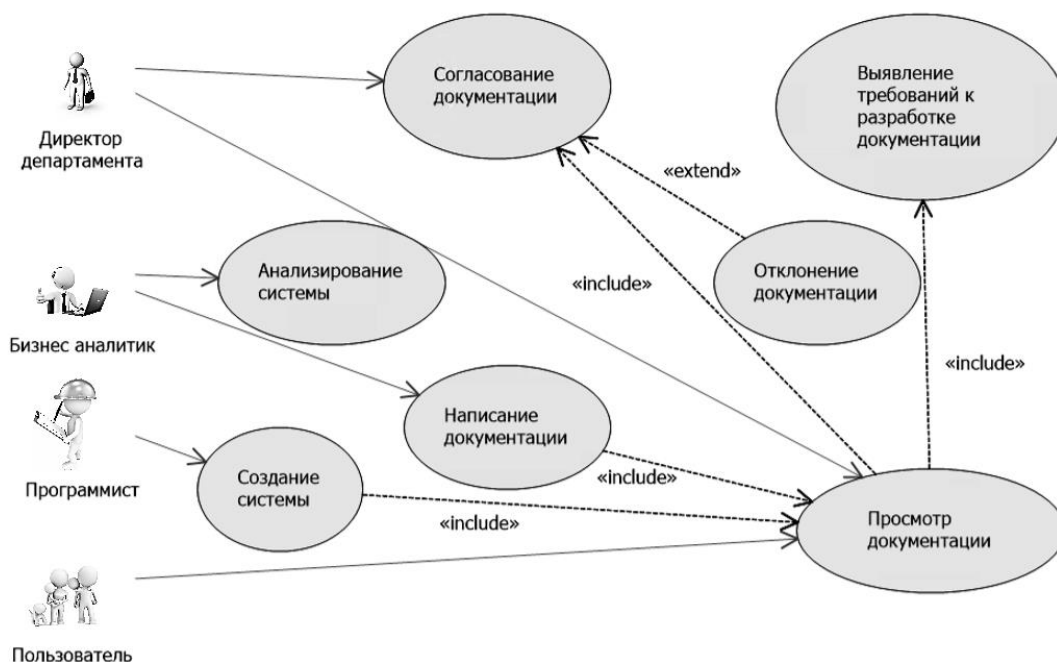 Согласование
документации
Выявление
требований к
разработке
документации
Директор
департамента
«extend»
Анализирование
системы
Отклонение
документации
«include»
Бизнес аналитик
«include»
Написание
документации
Программист
Создание
системы
«include»
«include»
Просмотр
документации
Пользователь